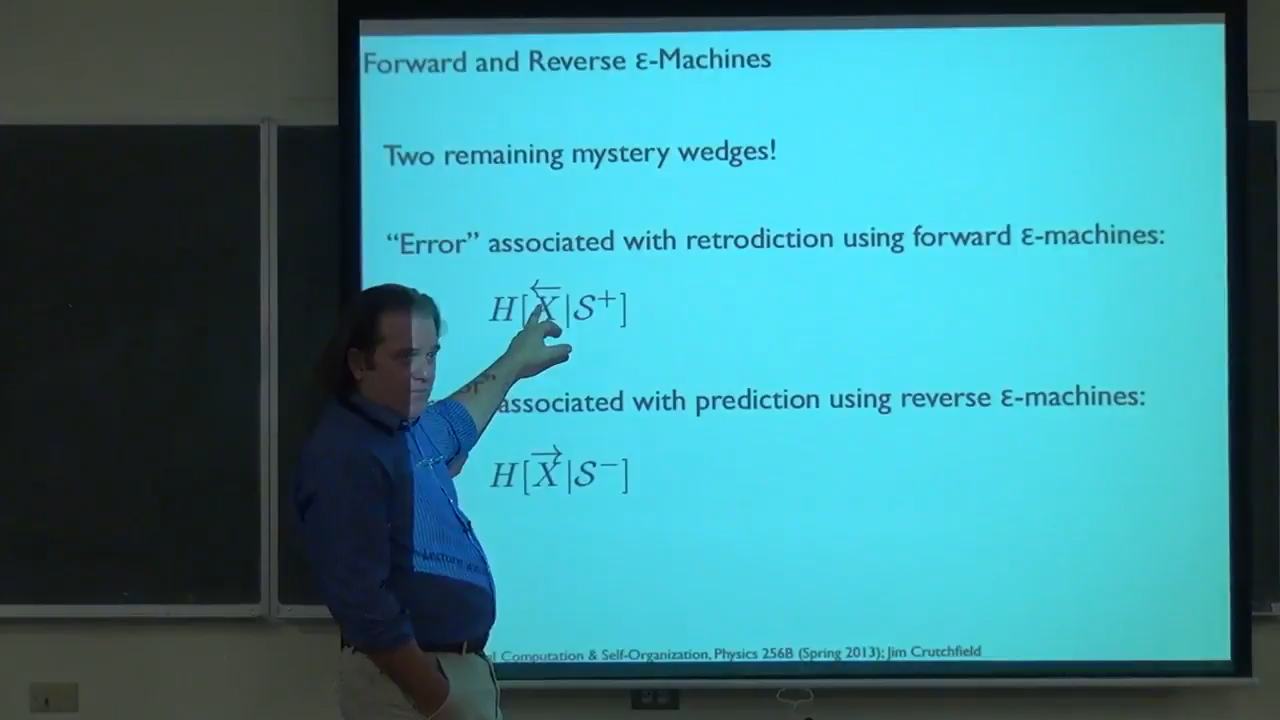 Forward and Reverse ε-Machines
Two remaining mystery wedges!
“Error” associated with retrodiction using forward ε-machines:
H[←X|S⁺]
associated with prediction using reverse ε-machines:
H[→X|S⁻]
Lecture
Computation & Self-Organization, Physics 256B (Spring 2013); Jim Crutchfield